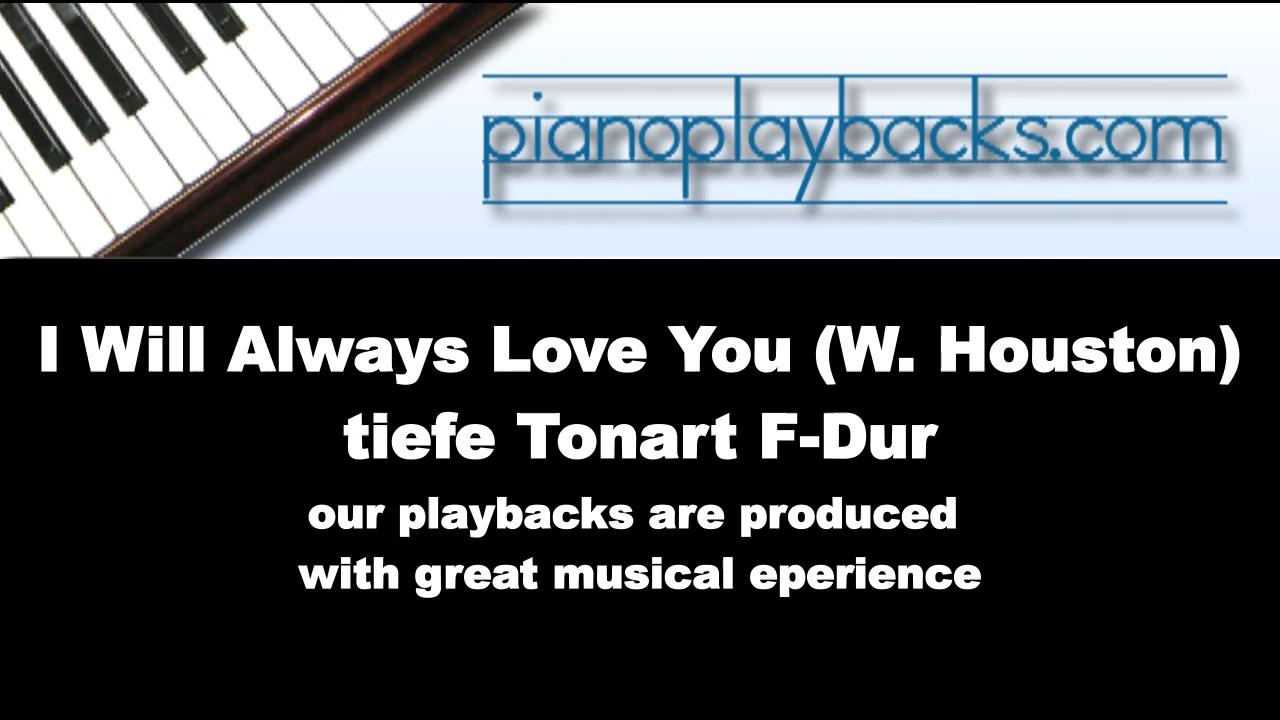 pianoplaybacks.com
I Will Always Love You (W. Houston)
tiefe Tonart F-Dur
our playbacks are produced
with great musical eperience